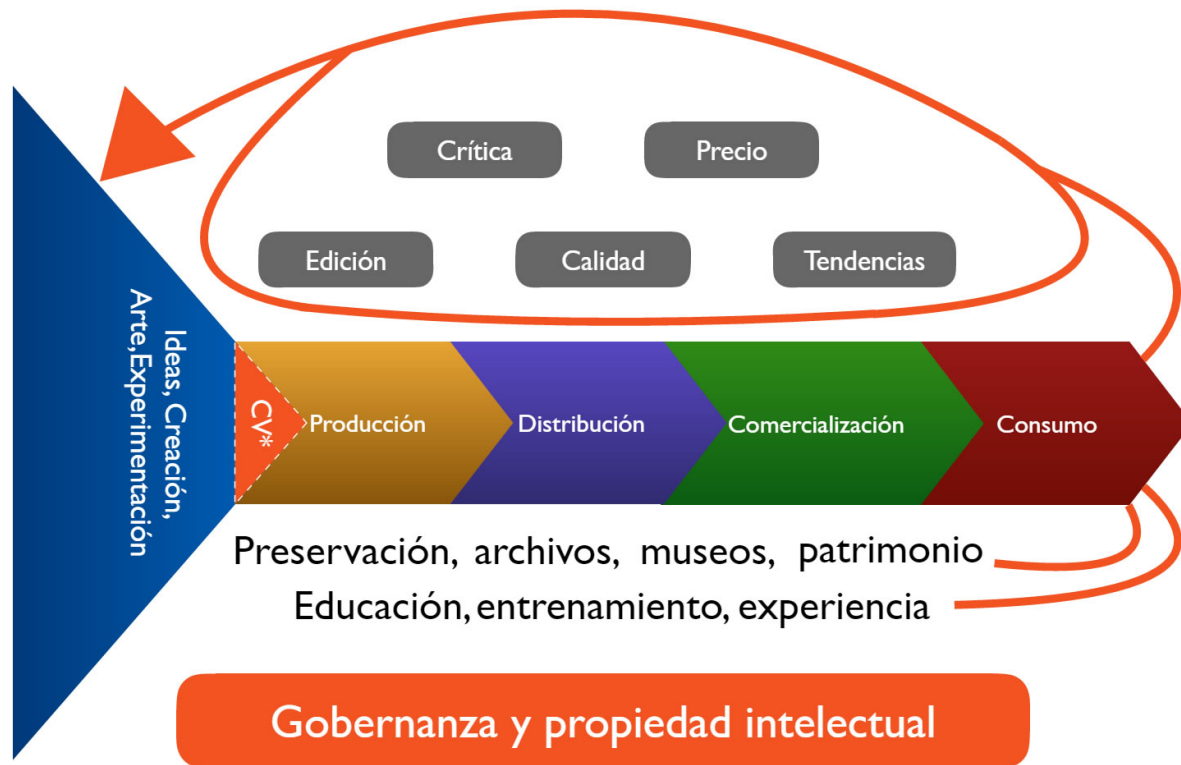 Crítica
Precio
Edición
Calidad
Tendencias
Ideas, Creación,
Arte,Experimentación
CV*
Producción
Distribución
Comercialización
Consumo
Preservación, archivos, museos, patrimonio
Educación, entrenamiento, experiencia
Gobernanza y propiedad intelectual